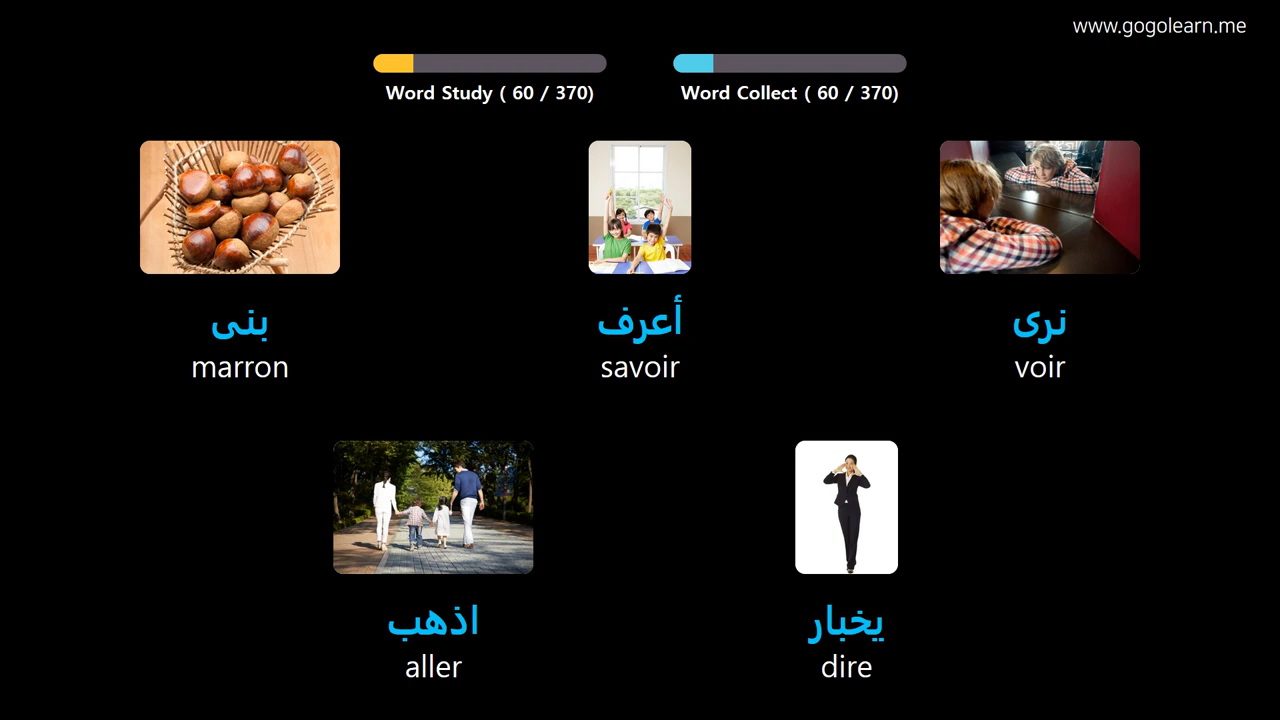 www.gogolearn.me
Word Study ( 60 / 370)
Word Collect ( 60 / 370)
بنى
أعرف
نرى
marron
savoir
voir
اذهب
يخبار
aller
dire